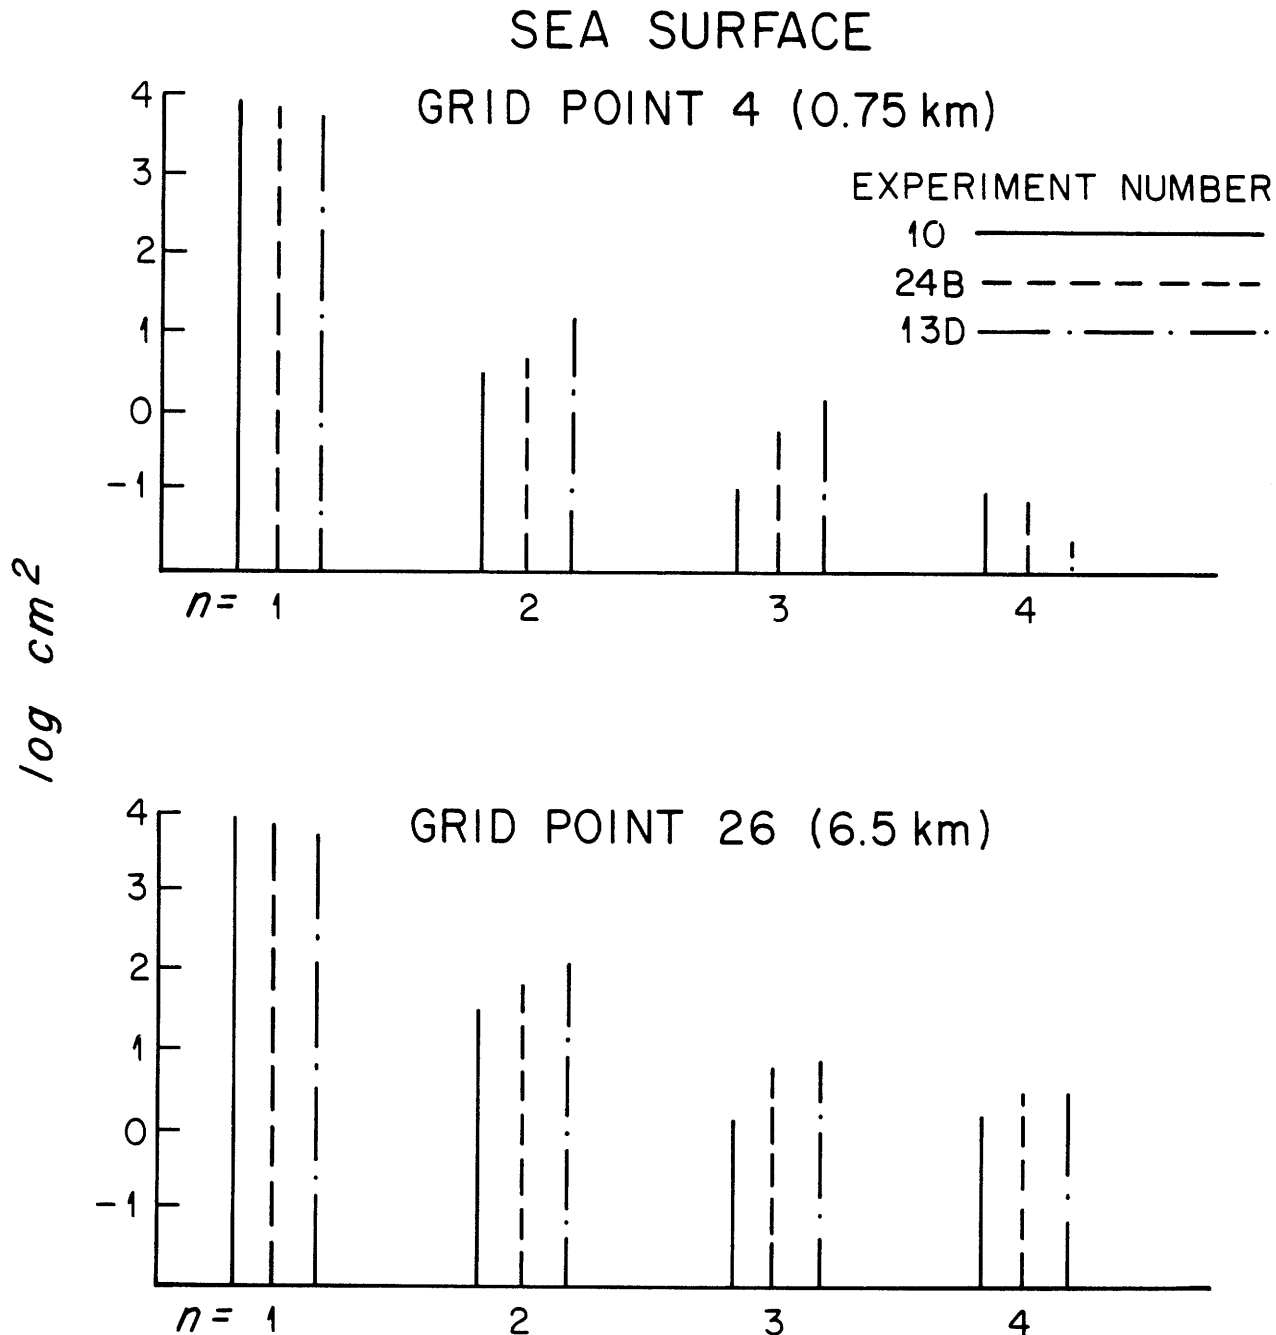 SEA SURFACE
GRID POINT 4 (0.75 km)
EXPERIMENT NUMBER
10
24B
13D
4
3
2
1
0
-1
n= 1 2 3 4
log cm²
GRID POINT 26 (6.5 km)
4
3
2
1
0
-1
n= 1 2 3 4